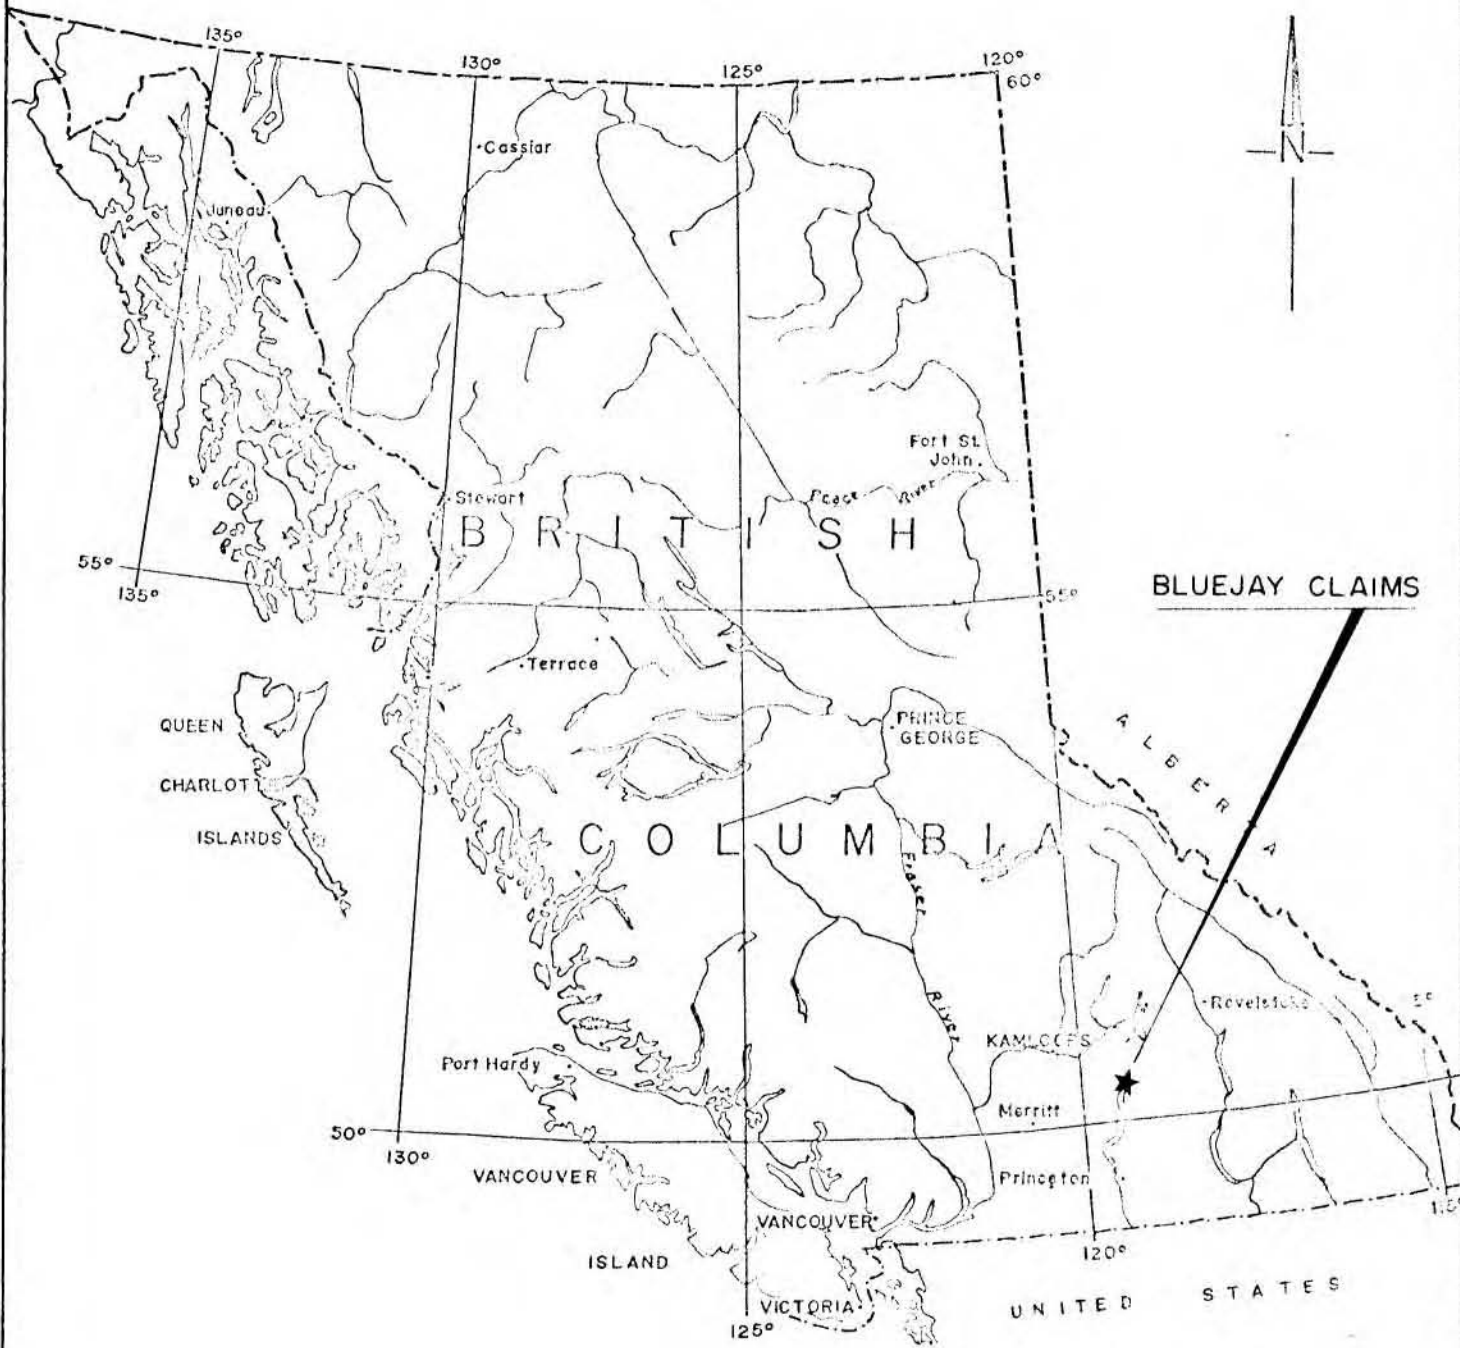 135°
130°
125°
120°
60°
N
Cassiar
Juneau
Fort St.
John
Stewart
Peace River
BRITISH
55°
135°
55°
BLUEJAY CLAIMS
Terrace
QUEEN
CHARLOT
ISLANDS
PRINCE
GEORGE
ALBERTA
COLUMBIA
Fraser
River
Revelstoke
KAMLOOPS
Port Hardy
Merritt
50°
130°
VANCOUVER
Princeton
VANCOUVER
ISLAND
120°
VICTORIA
125°
UNITED STATES